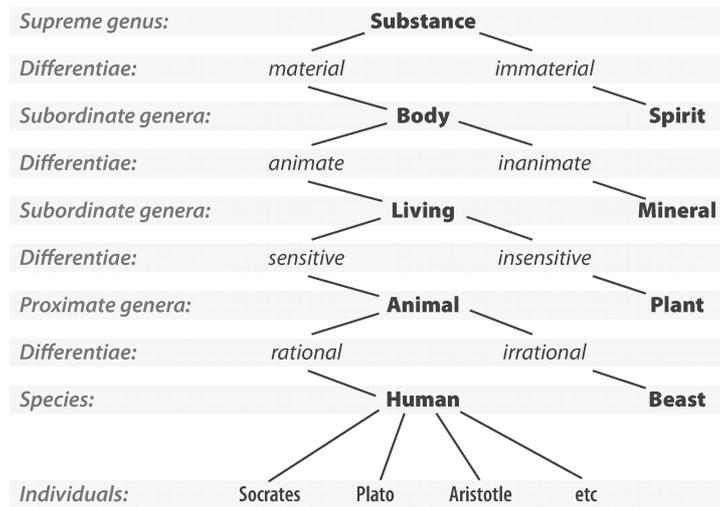 Supreme genus: Substance
Differentiae: material immaterial
Subordinate genera: Body Spirit
Differentiae: animate inanimate
Subordinate genera: Living Mineral
Differentiae: sensitive insensitive
Proximate genera: Animal Plant
Differentiae: rational irrational
Species: Human Beast
Individuals: Socrates Plato Aristotle etc